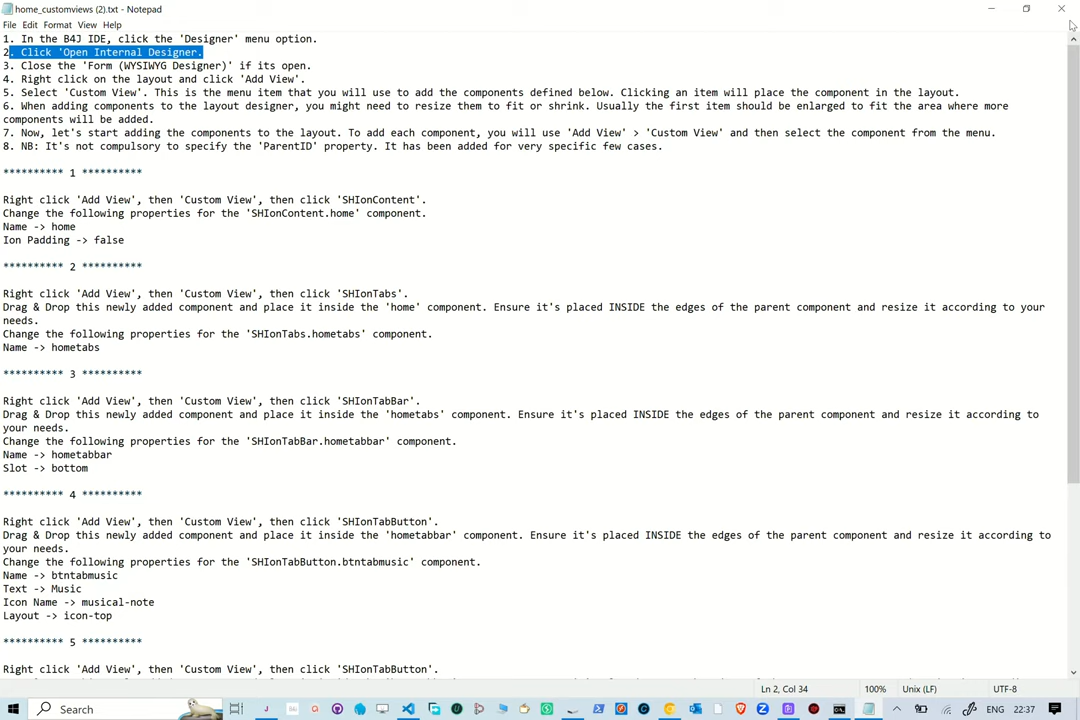 home_customviews (2).txt - Notepad
File Edit Format View Help
1. In the B4J IDE, click the 'Designer' menu option.
2. Click 'Open Internal Designer.
3. Close the 'Form (WYSIWYG Designer)' if its open.
4. Right click on the layout and click 'Add View'.
5. Select 'Custom View'. This is the menu item that you will use to add the components defined below. Clicking an item will place the component in the layout.
6. When adding components to the layout designer, you might need to resize them to fit or shrink. Usually the first item should be enlarged to fit the area where more
components will be added.
7. Now, let's start adding the components to the layout. To add each component, you will use 'Add View' > 'Custom View' and then select the component from the menu.
8. NB: It's not compulsory to specify the 'ParentID' property. It has been added for very specific few cases.
********** 1 **********
Right click 'Add View', then 'Custom View', then click 'SHIonContent'.
Change the following properties for the 'SHIonContent.home' component.
Name -> home
Ion Padding -> false
********** 2 **********
Right click 'Add View', then 'Custom View', then click 'SHIonTabs'.
Drag & Drop this newly added component and place it inside the 'home' component. Ensure it's placed INSIDE the edges of the parent component and resize it according to your
needs.
Change the following properties for the 'SHIonTabs.hometabs' component.
Name -> hometabs
********** 3 **********
Right click 'Add View', then 'Custom View', then click 'SHIonTabBar'.
Drag & Drop this newly added component and place it inside the 'hometabs' component. Ensure it's placed INSIDE the edges of the parent component and resize it according to
your needs.
Change the following properties for the 'SHIonTabBar.hometabbar' component.
Name -> hometabbar
Slot -> bottom
********** 4 **********
Right click 'Add View', then 'Custom View', then click 'SHIonTabButton'.
Drag & Drop this newly added component and place it inside the 'hometabbar' component. Ensure it's placed INSIDE the edges of the parent component and resize it according to
your needs.
Change the following properties for the 'SHIonTabButton.btntabmusic' component.
Name -> btntabmusic
Text -> Music
Icon Name -> musical-note
Layout -> icon-top
********** 5 **********
Right click 'Add View', then 'Custom View', then click 'SHIonTabButton'.
Ln 2, Col 34 100% Unix (LF) UTF-8
Search ENG 22:37